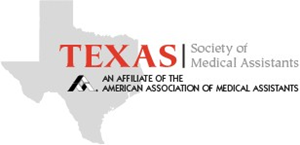 TEXAS
Society of
Medical Assistants
AN AFFILIATE OF THE
AMERICAN ASSOCIATION OF MEDICAL ASSISTANTS